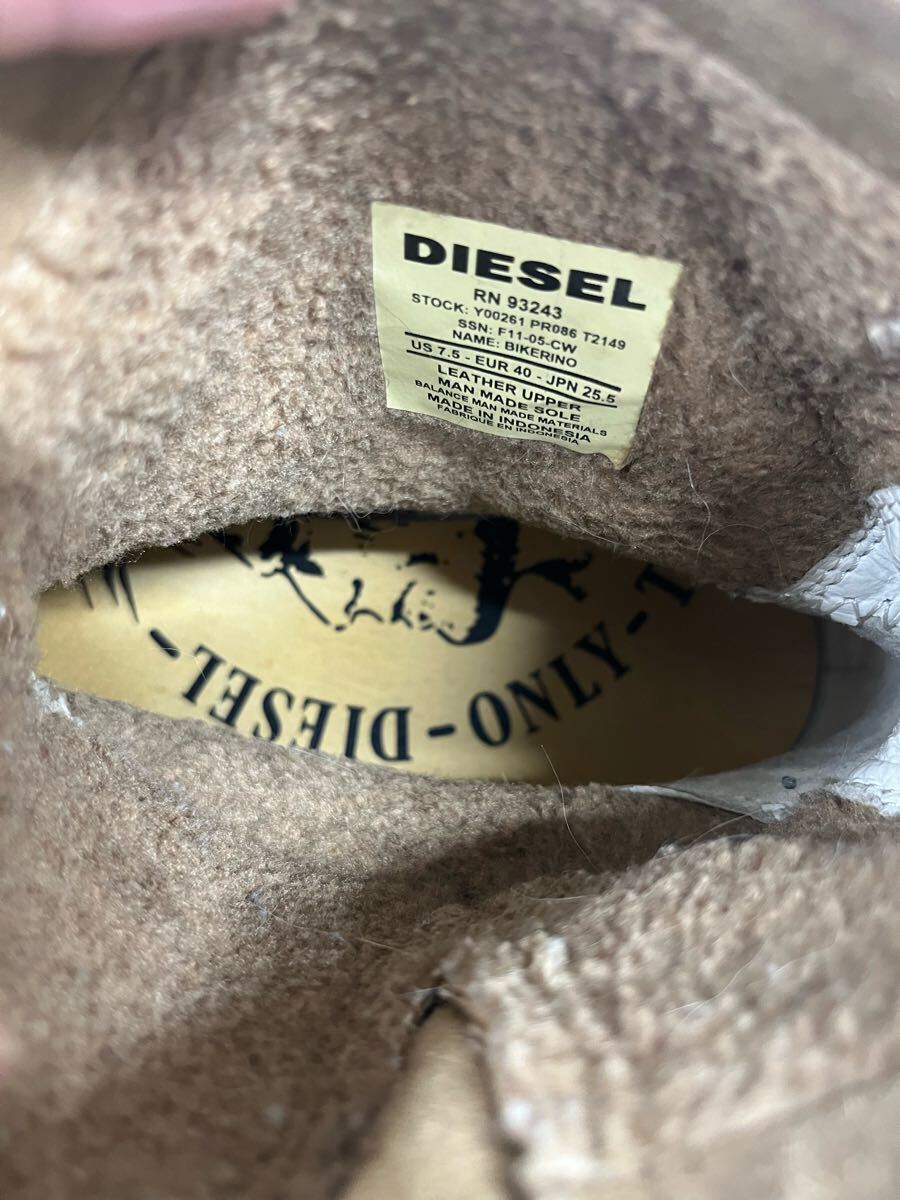 DIESEL
RN 93243
STOCK: Y00261 PR086 T2149
SSN: F11-05-CW
NAME: BIKERINO
US 7.5 - EUR 40 - JPN 25.5
LEATHER UPPER
MAN MADE SOLE
BALANCE MAN MADE MATERIALS
MADE IN INDONESIA
FABRIQUE EN INDONESIA
-DIESEL-ONLY-